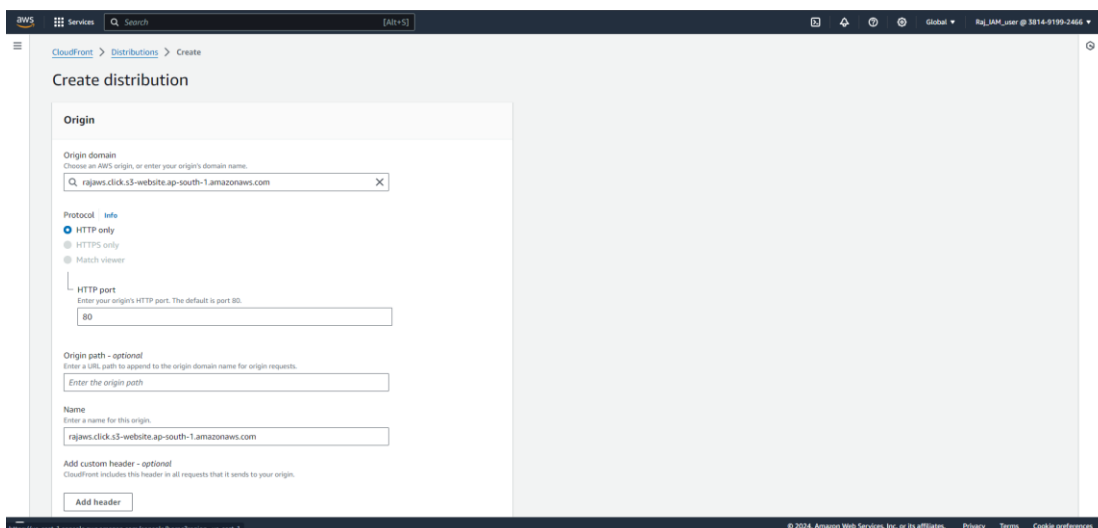 aws Services Search [Alt+S] Global Raj_IAM_user @ 3814-9199-2466
CloudFront > Distributions > Create
Create distribution
Origin
Origin domain
Choose an AWS origin, or enter your origin's domain name.
rajaws.click.s3-website.ap-south-1.amazonaws.com
Protocol Info
HTTP only
HTTPS only
Match viewer
HTTP port
Enter your origin's HTTP port. The default is port 80.
80
Origin path - optional
Enter a URL path to append to the origin domain name for origin requests.
Enter the origin path
Name
Enter a name for this origin.
rajaws.click.s3-website.ap-south-1.amazonaws.com
Add custom header - optional
CloudFront includes this header in all requests that it sends to your origin.
Add header
© 2024, Amazon Web Services, Inc. or its affiliates. Privacy Terms Cookie preferences